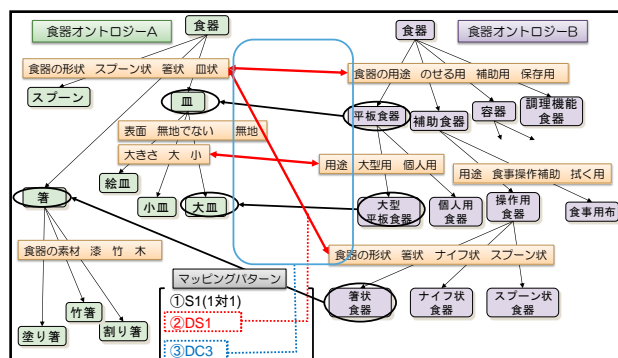 食器オントロジーA
食器
食器の形状 スプーン状 箸状 皿状
スプーン
皿
表面 無地でない 無地
大きさ 大 小
絵皿
小皿
大皿
箸
食器の素材 漆 竹 木
竹箸
塗り箸
割り箸
食器オントロジーB
食器
食器の用途 のせる用 補助用 保存用
平板食器
補助食器
容器
調理機能
食器
用途 大型用 個人用
用途 食事操作補助 拭く用
大型
平板食器
個人用
食器
操作用
食器
食事用布
食器の形状 箸状 ナイフ状 スプーン状
箸状
食器
ナイフ状
食器
スプーン状
食器
マッピングパターン
①S1(1対1)
②DS1
③DC3